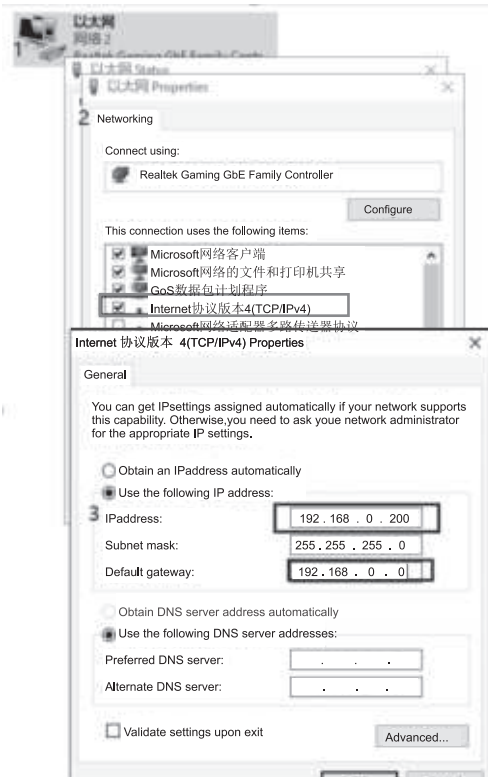 以太网
网络 2
1 Realtek Gaming GbE Family Contr
以太网 Status
以太网 Properties
2 Networking
Connect using:
Realtek Gaming GbE Family Controller
Configure
This connection uses the following items:
Microsoft网络客户端
Microsoft网络的文件和打印机共享
GoS数据包计划程序
Internet协议版本4(TCP/IPv4)
Microsoft网络适配器多路传送器协议
Internet 协议版本 4(TCP/IPv4) Properties
General
You can get IPsettings assigned automatically if your network supports
this capability. Otherwise,you need to ask youe network administrator
for the appropriate IP settings.
Obtain an IPaddress automatically
Use the following IP address:
3 IPaddress: 192 . 168 . 0 . 200
Subnet mask: 255 . 255 . 255 . 0
Default gateway: 192 . 168 . 0 . 0
Obtain DNS server address automatically
Use the following DNS server addresses:
Preferred DNS server: . . .
Alternate DNS server: . . .
Validate settings upon exit
Advanced...